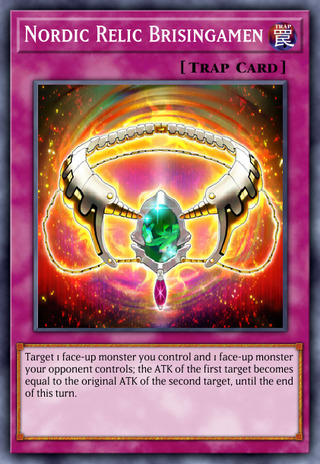 Nordic Relic Brisingamen
TRAP
罠
[Trap Card]
Target 1 face-up monster you control and 1 face-up monster
your opponent controls; the ATK of the first target becomes
equal to the original ATK of the second target, until the end
of this turn.